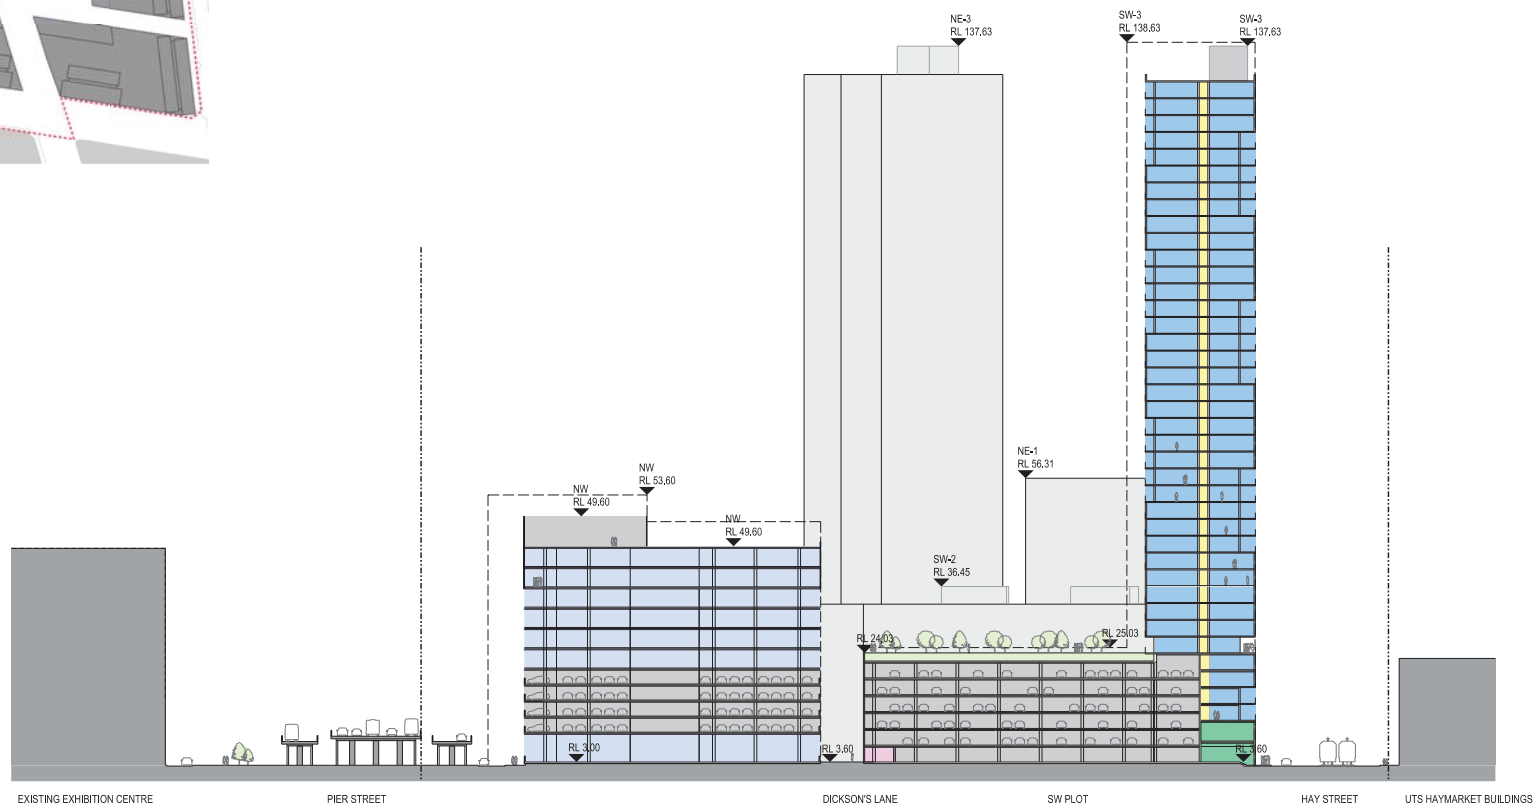 NE-3
RL 137.63
SW-3
RL 138.63
SW-3
RL 137.63
NE-1
RL 56.31
NW
RL 53.60
NW
RL 49.60
NW
RL 49.60
SW-2
RL 36.45
RL 24.03
RL 25.03
RL 3.00
RL 3.60
RL 3.60
EXISTING EXHIBITION CENTRE
PIER STREET
DICKSON'S LANE
SW PLOT
HAY STREET
UTS HAYMARKET BUILDINGS